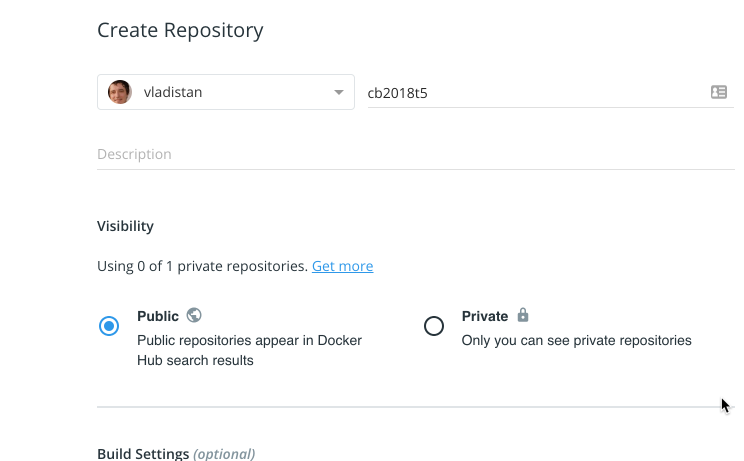 Create Repository
vladistan
cb2018t5
Description
Visibility
Using 0 of 1 private repositories. Get more
Public
Public repositories appear in Docker
Hub search results
Private
Only you can see private repositories
Build Settings (optional)